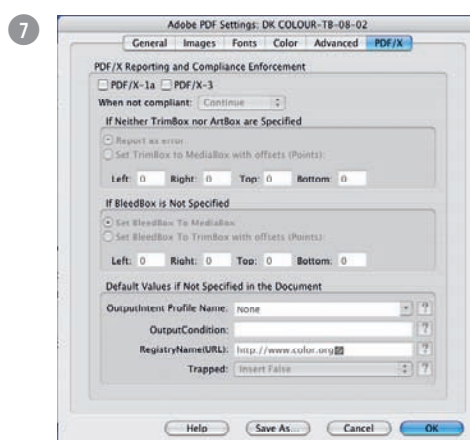 7
Adobe PDF Settings: DK COLOUR-TB-08-02
General Images Fonts Color Advanced PDF/X
PDF/X Reporting and Compliance Enforcement
PDF/X-1a PDF/X-3
When not compliant: Continue
If Neither TrimBox nor ArtBox are Specified
Report as error
Set TrimBox to MediaBox with offsets (Points):
Left: 0 Right: 0 Top: 0 Bottom: 0
If BleedBox is Not Specified
Set BleedBox To MediaBox
Set BleedBox To TrimBox with offsets (Points):
Left: 0 Right: 0 Top: 0 Bottom: 0
Default Values if Not Specified in the Document
OutputIntent Profile Name: None ?
OutputCondition: ?
RegistryName(URL): http://www.color.org ?
Trapped: Insert False ?
Help Save As... Cancel OK